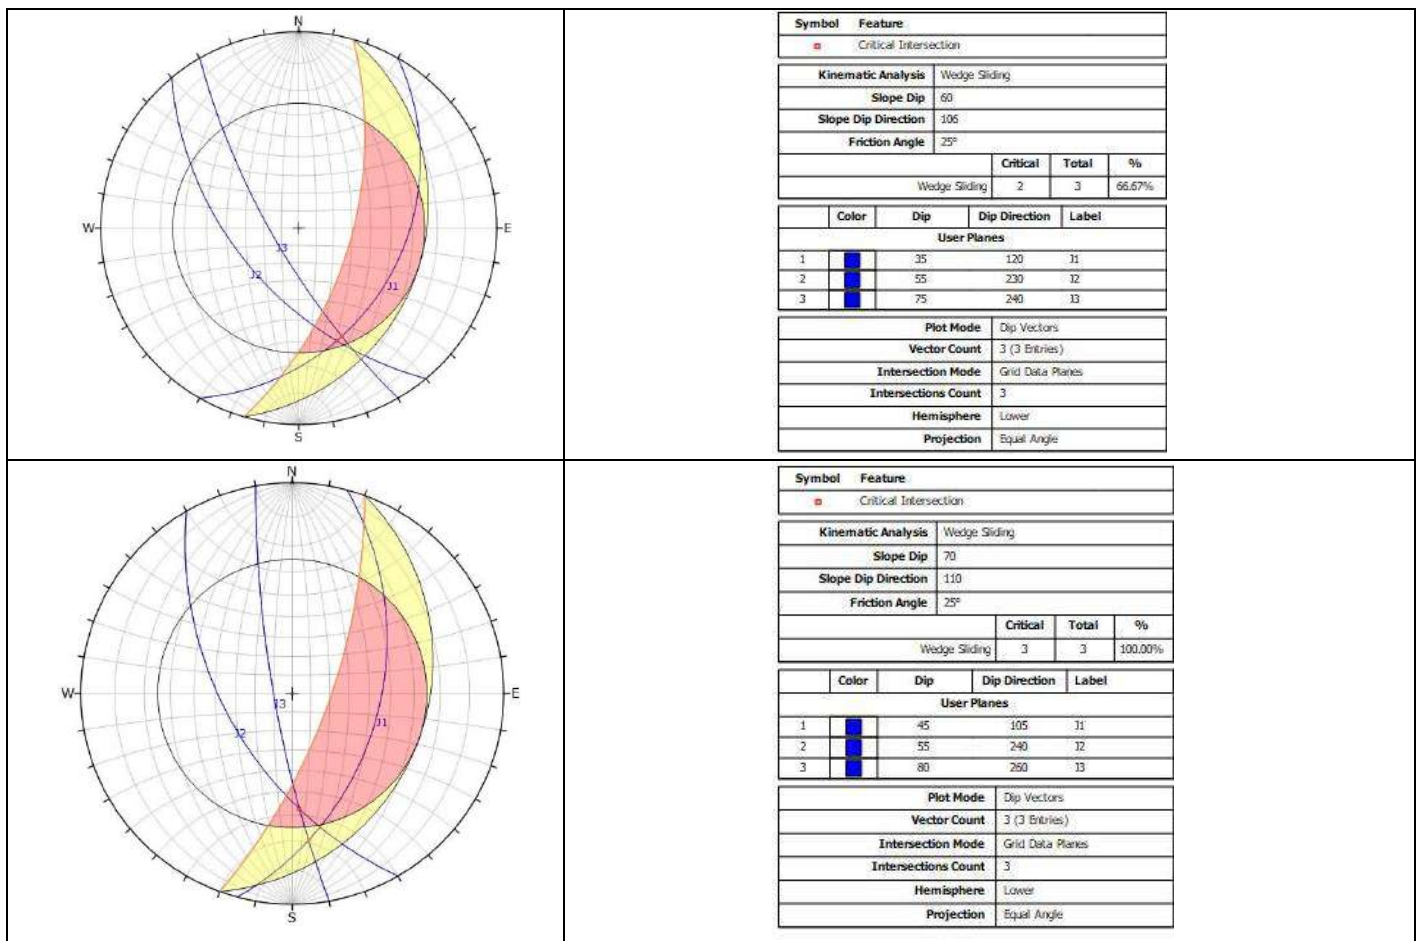 N
W
E
S
J3
J2
J1
Symbol Feature
Critical Intersection
Kinematic Analysis Wedge Sliding
Slope Dip 60
Slope Dip Direction 106
Friction Angle 25°
Critical Total %
Wedge Sliding 2 3 66.67%
Color Dip Dip Direction Label
User Planes
1 35 120 J1
2 55 230 J2
3 75 240 J3
Plot Mode Dip Vectors
Vector Count 3 (3 Entries)
Intersection Mode Grid Data Planes
Intersections Count 3
Hemisphere Lower
Projection Equal Angle
N
W
E
S
J3
J2
J1
Symbol Feature
Critical Intersection
Kinematic Analysis Wedge Sliding
Slope Dip 70
Slope Dip Direction 110
Friction Angle 25°
Critical Total %
Wedge Sliding 3 3 100.00%
Color Dip Dip Direction Label
User Planes
1 45 105 J1
2 55 240 J2
3 80 260 J3
Plot Mode Dip Vectors
Vector Count 3 (3 Entries)
Intersection Mode Grid Data Planes
Intersections Count 3
Hemisphere Lower
Projection Equal Angle